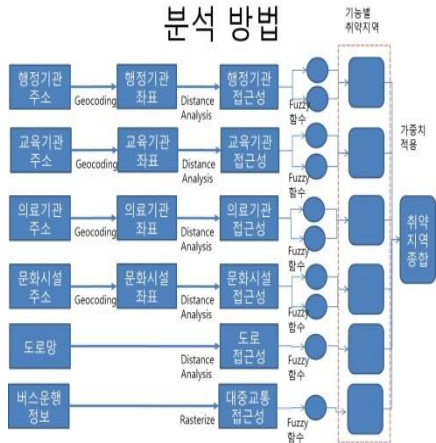 분석 방법
기능별
취약지역
행정기관
주소
Geocoding
행정기관
좌표
Distance
Analysis
행정기관
접근성
Fuzzy
함수
교육기관
주소
Geocoding
교육기관
좌표
Distance
Analysis
교육기관
접근성
Fuzzy
함수
가중치
적용
의료기관
주소
Geocoding
의료기관
좌표
Distance
Analysis
의료기관
접근성
Fuzzy
함수
취약
지역
종합
문화시설
주소
Geocoding
문화시설
좌표
Distance
Analysis
문화시설
접근성
Fuzzy
함수
도로망
Distance
Analysis
도로
접근성
Fuzzy
함수
버스운행
정보
Rasterize
대중교통
접근성
Fuzzy
함수